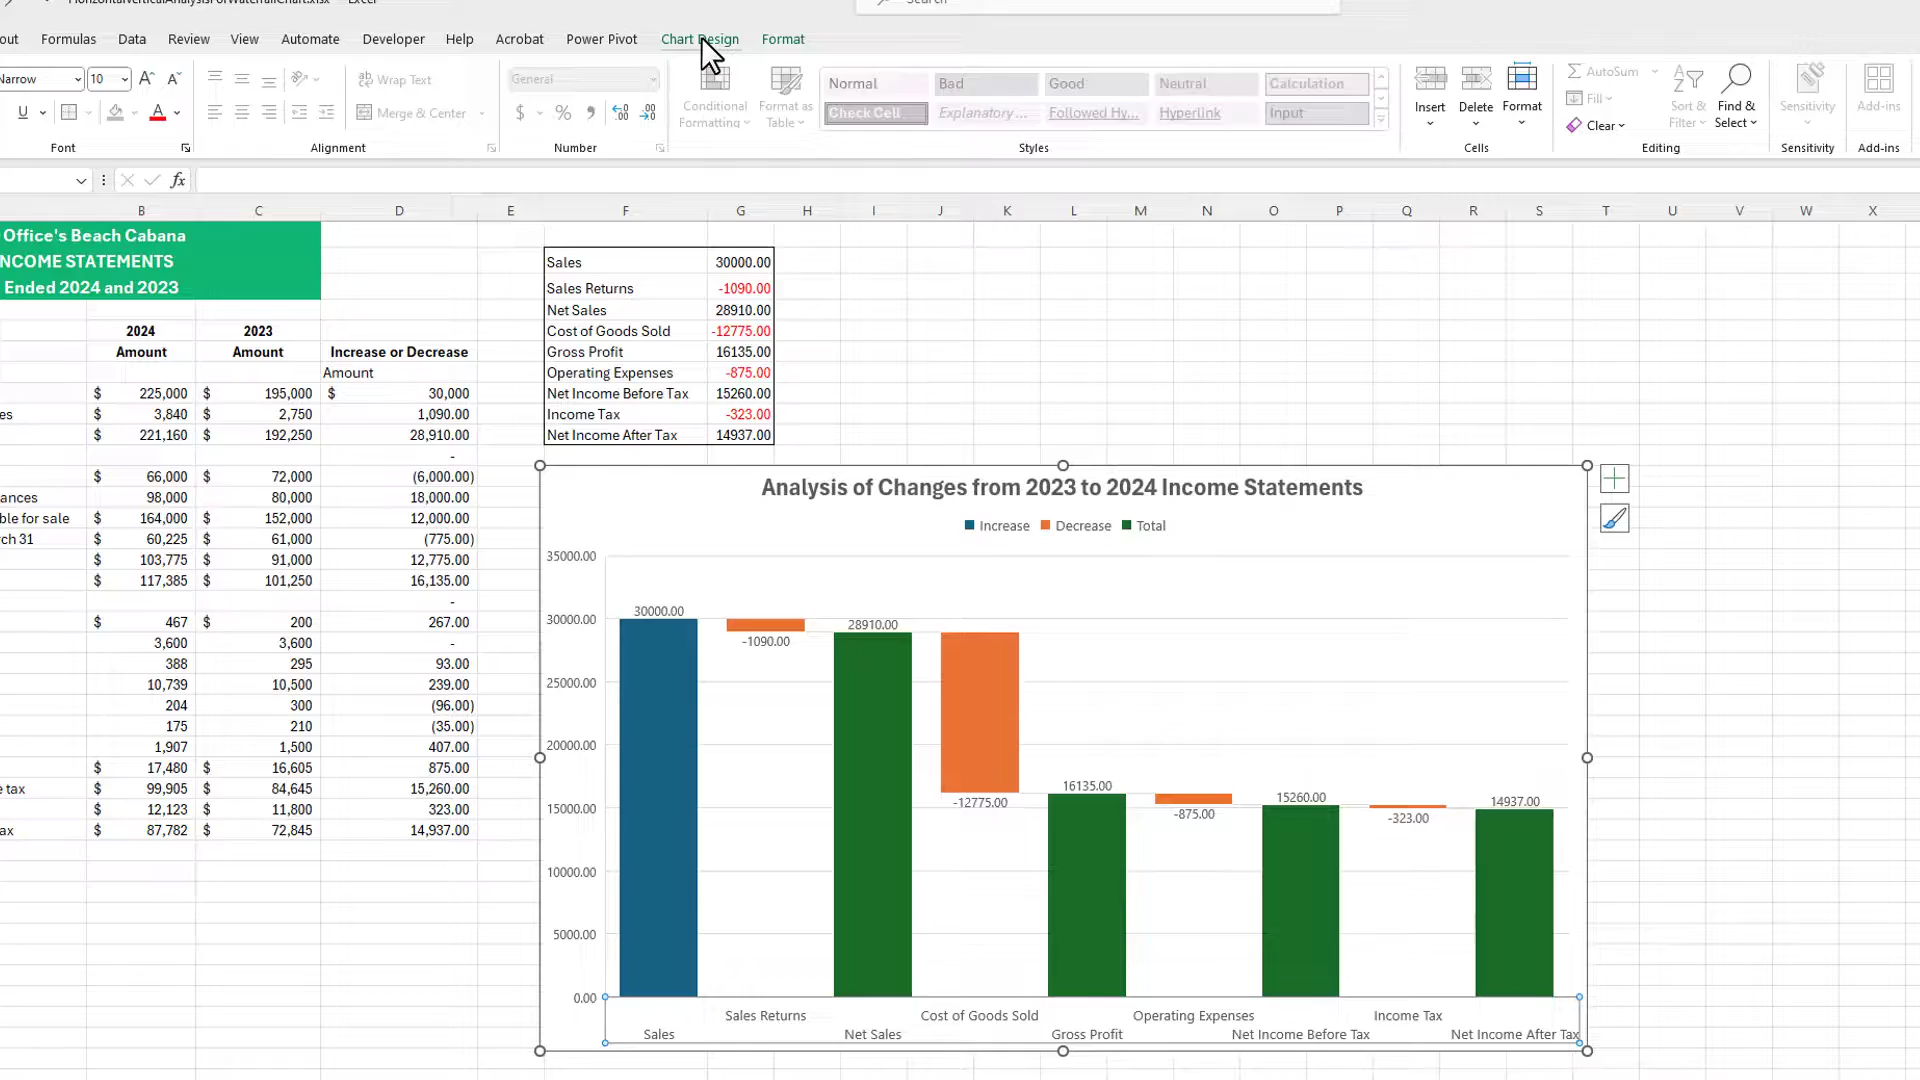 HorizontalVerticalAnalysisForWaterfallChart.xlsx - Excel
Search
out Formulas Data Review View Automate Developer Help Acrobat Power Pivot Chart Design Format
Narrow 10 A A
Wrap Text
General
Conditional Formatting
Format as Table
Normal Bad Good Neutral Calculation
Insert Delete Format
AutoSum
Fill
Sort & Filter
Find & Select
Sensitivity
Add-ins
U A
Merge & Center
$ %
Check Cell Explanatory ... Followed Hy... Hyperlink Input
Clear
Font Alignment Number Styles Cells Editing Sensitivity Add-ins
fx
B C D E F G H I J K L M N O P Q R S T U V W X
Office's Beach Cabana
NCOME STATEMENTS
Ended 2024 and 2023
2024 2023
Amount Amount Increase or Decrease
Amount
$ 225,000 $ 195,000 $ 30,000
es $ 3,840 $ 2,750 1,090.00
$ 221,160 $ 192,250 28,910.00
-
$ 66,000 $ 72,000 (6,000.00)
ances 98,000 80,000 18,000.00
ble for sale $ 164,000 $ 152,000 12,000.00
rch 31 $ 60,225 $ 61,000 (775.00)
$ 103,775 $ 91,000 12,775.00
$ 117,385 $ 101,250 16,135.00
-
$ 467 $ 200 267.00
3,600 3,600 -
388 295 93.00
10,739 10,500 239.00
204 300 (96.00)
175 210 (35.00)
1,907 1,500 407.00
$ 17,480 $ 16,605 875.00
e tax $ 99,905 $ 84,645 15,260.00
$ 12,123 $ 11,800 323.00
ax $ 87,782 $ 72,845 14,937.00
Sales 30000.00
Sales Returns -1090.00
Net Sales 28910.00
Cost of Goods Sold -12775.00
Gross Profit 16135.00
Operating Expenses -875.00
Net Income Before Tax 15260.00
Income Tax -323.00
Net Income After Tax 14937.00
Analysis of Changes from 2023 to 2024 Income Statements
Increase Decrease Total
35000.00
30000.00
25000.00
20000.00
15000.00
10000.00
5000.00
0.00
30000.00
-1090.00
28910.00
-12775.00
16135.00
-875.00
15260.00
-323.00
14937.00
Sales Returns Cost of Goods Sold Operating Expenses Income Tax
Sales Net Sales Gross Profit Net Income Before Tax Net Income After Tax